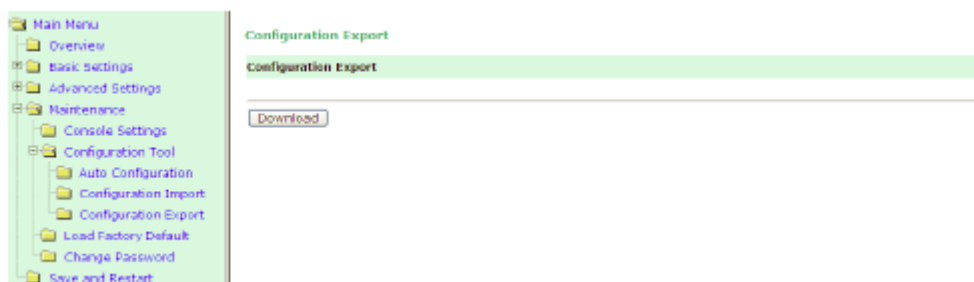 Main Menu
Overview
Basic Settings
Advanced Settings
Maintenance
Console Settings
Configuration Tool
Auto Configuration
Configuration Import
Configuration Export
Load Factory Default
Change Password
Save and Restart
Configuration Export
Configuration Export
Download